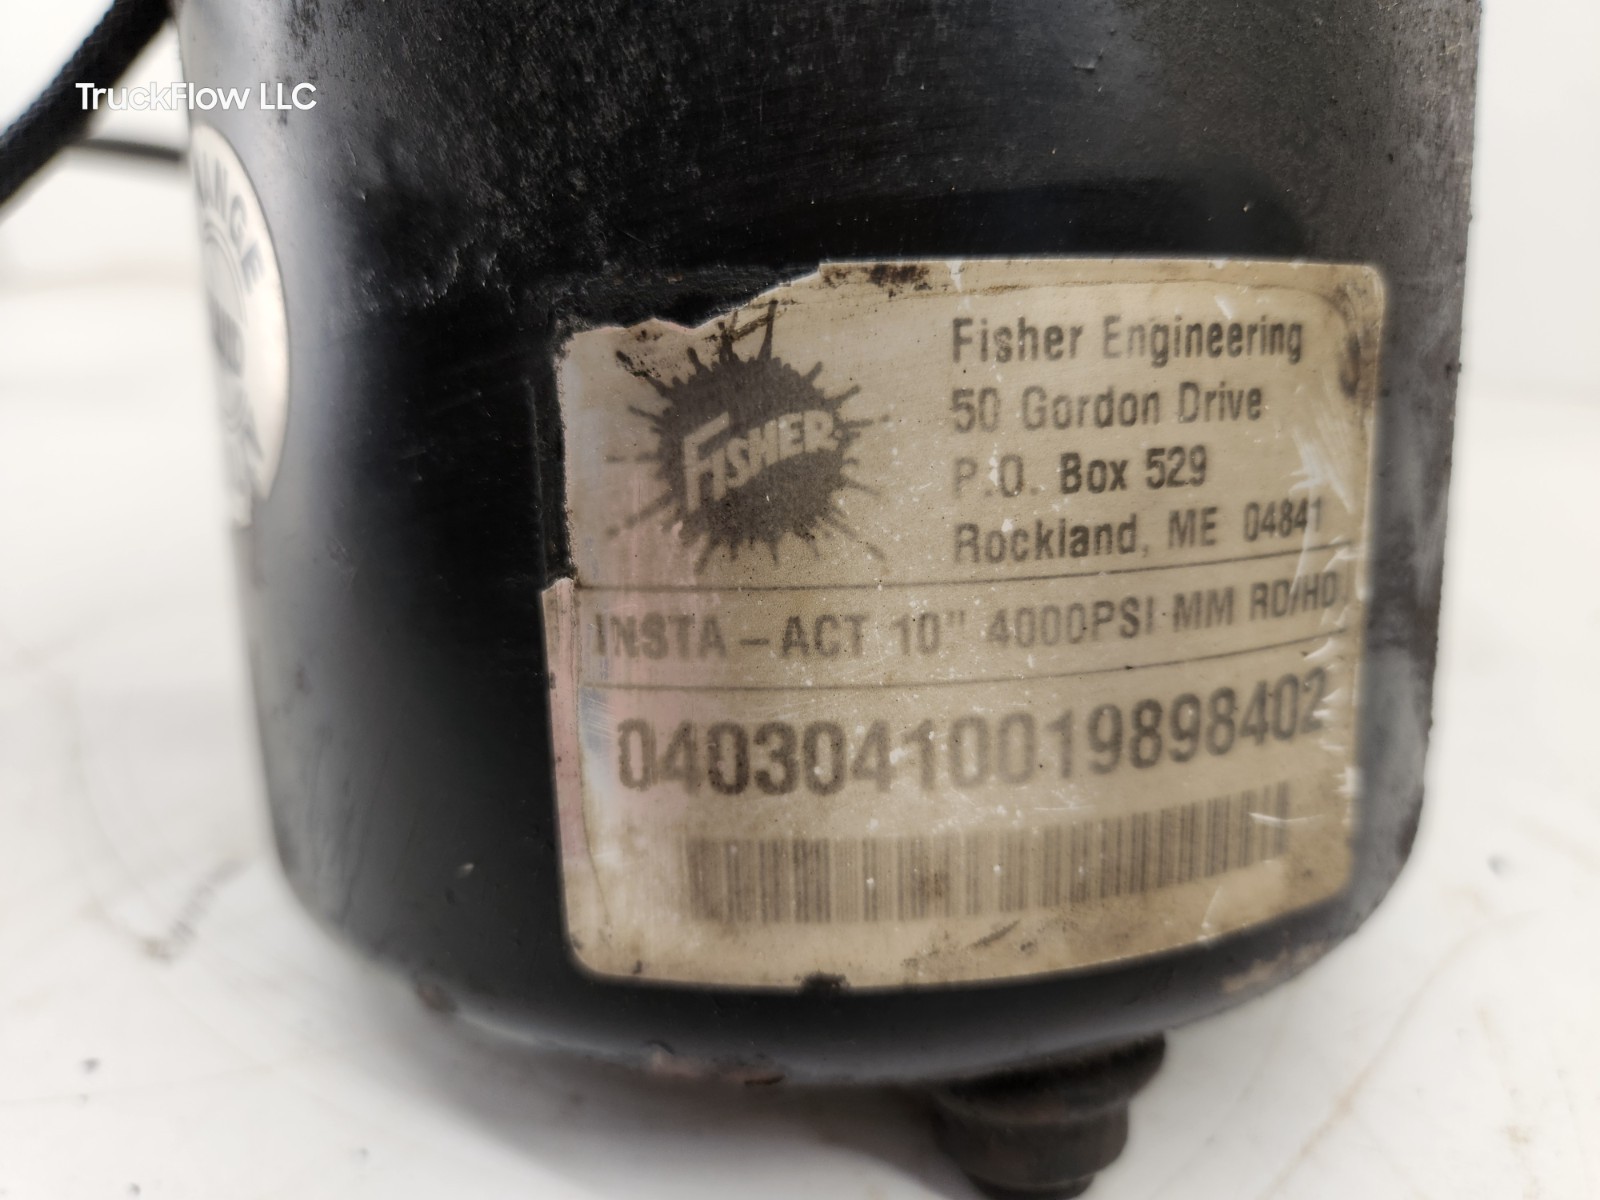 TruckFlow LLC
FISHER
Fisher Engineering
50 Gordon Drive
P.O. Box 529
Rockland, ME 04841
INSTA-ACT 10" 4000PSI MM RD/HD
04030410019898402